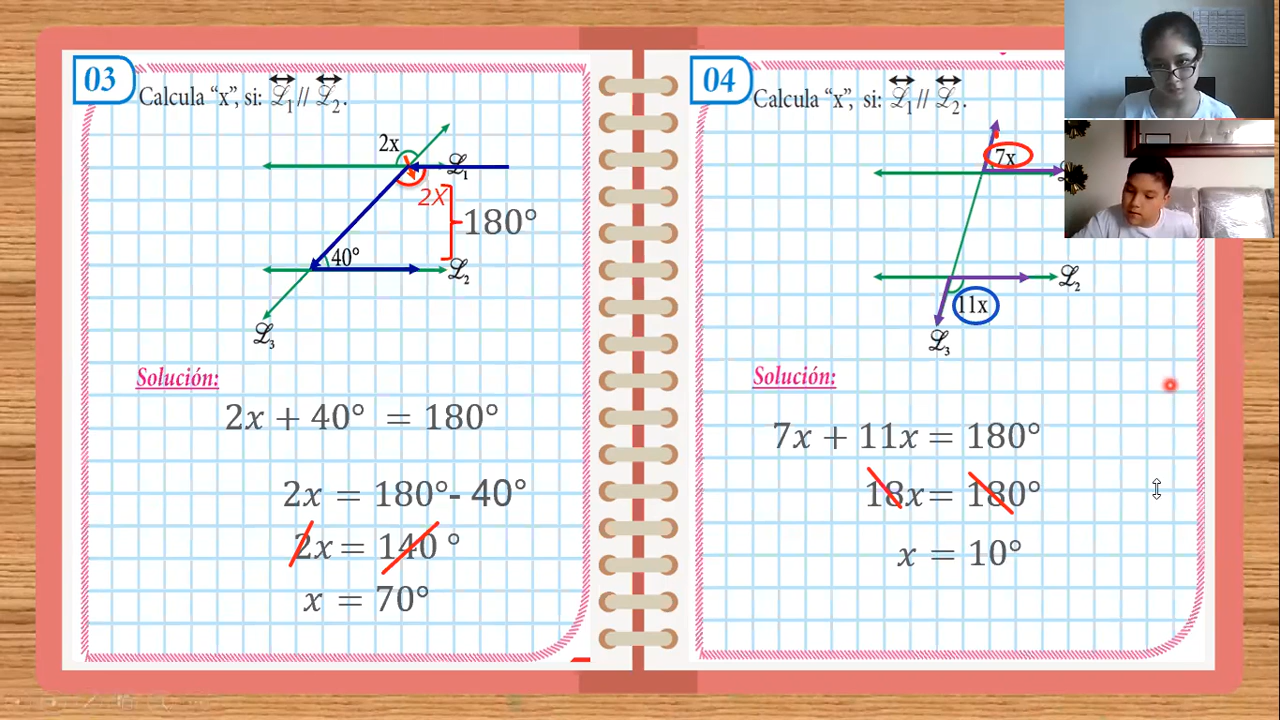 03
Calcula “x”, si: ℒ₁ // ℒ₂.
2x
ℒ₁
2X
180°
40°
ℒ₂
ℒ₃
Solución:
2x + 40° = 180°
2x = 180°- 40°
2x = 140 °
x = 70°
04
Calcula “x”, si: ℒ₁ // ℒ₂.
7x
ℒ₂
11x
ℒ₃
Solución:
7x + 11x = 180°
18x = 180°
x = 10°